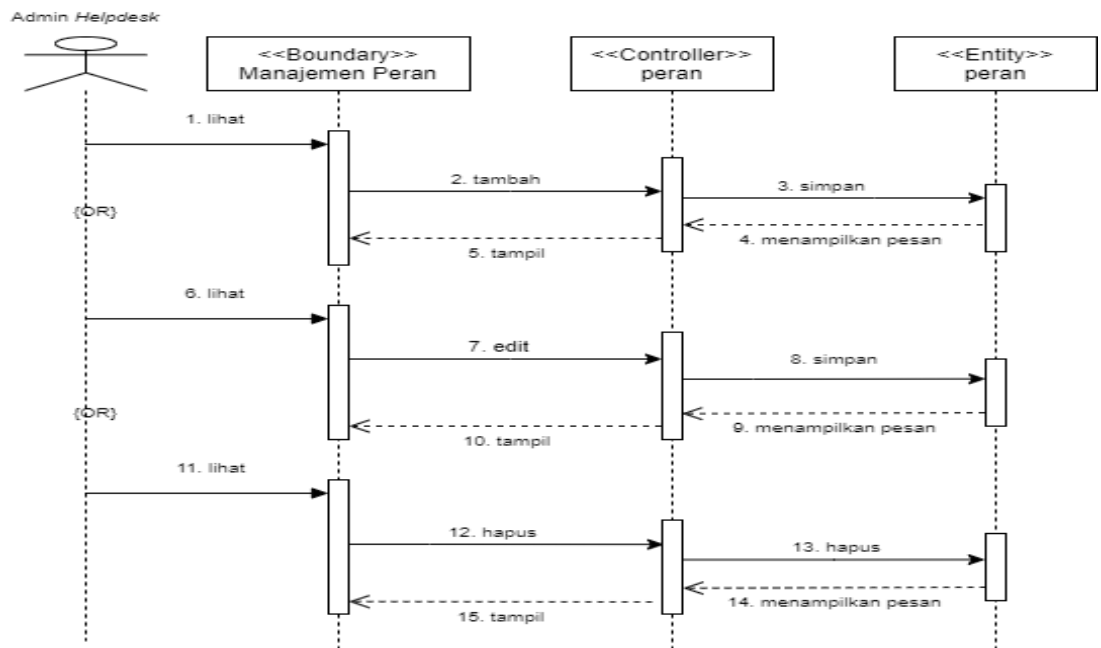 Admin Helpdesk
<<Boundary>>
Manajemen Peran
<<Controller>>
peran
<<Entity>>
peran
1. lihat
2. tambah
3. simpan
{OR}
4. menampilkan pesan
5. tampil
6. lihat
7. edit
8. simpan
{OR}
9. menampilkan pesan
10. tampil
11. lihat
12. hapus
13. hapus
14. menampilkan pesan
15. tampil